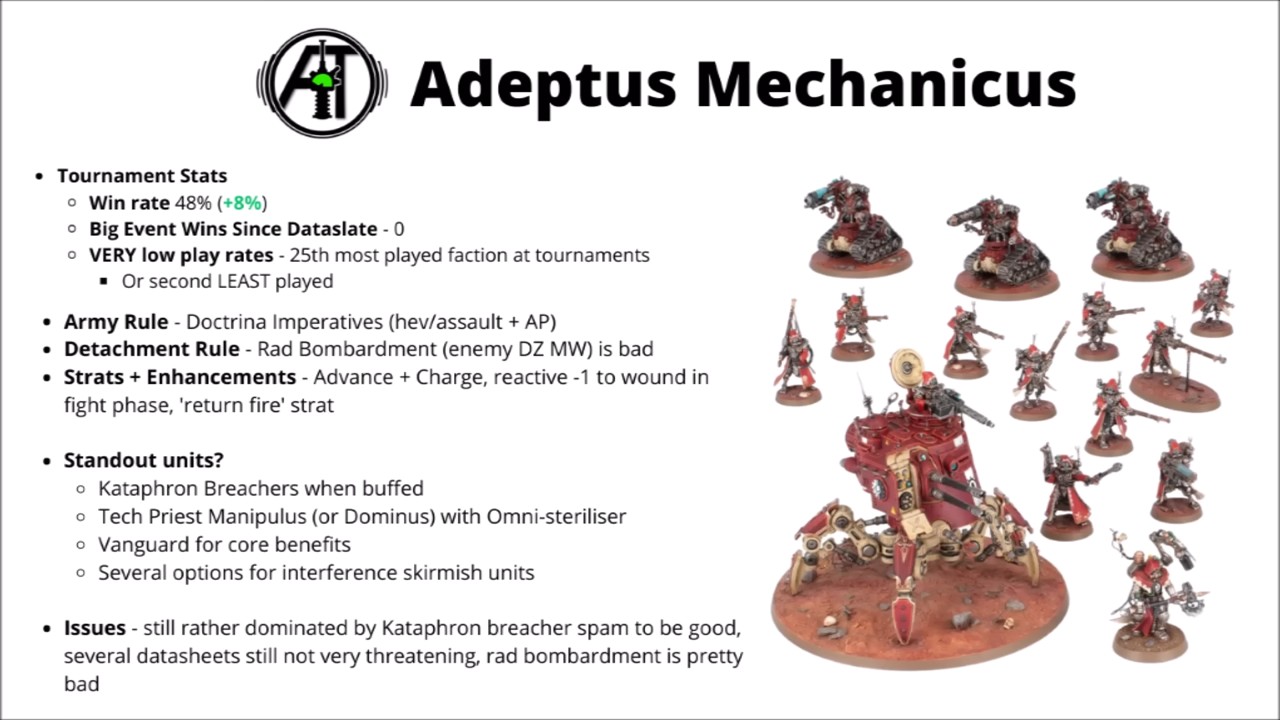 AT
Adeptus Mechanicus
• Tournament Stats
○ Win rate 48% (+8%)
○ Big Event Wins Since Dataslate - 0
○ VERY low play rates - 25th most played faction at tournaments
▪ Or second LEAST played
• Army Rule - Doctrina Imperatives (hev/assault + AP)
• Detachment Rule - Rad Bombardment (enemy DZ MW) is bad
• Strats + Enhancements - Advance + Charge, reactive -1 to wound in
fight phase, 'return fire' strat
• Standout units?
○ Kataphron Breachers when buffed
○ Tech Priest Manipulus (or Dominus) with Omni-steriliser
○ Vanguard for core benefits
○ Several options for interference skirmish units
• Issues - still rather dominated by Kataphron breacher spam to be good,
several datasheets still not very threatening, rad bombardment is pretty
bad